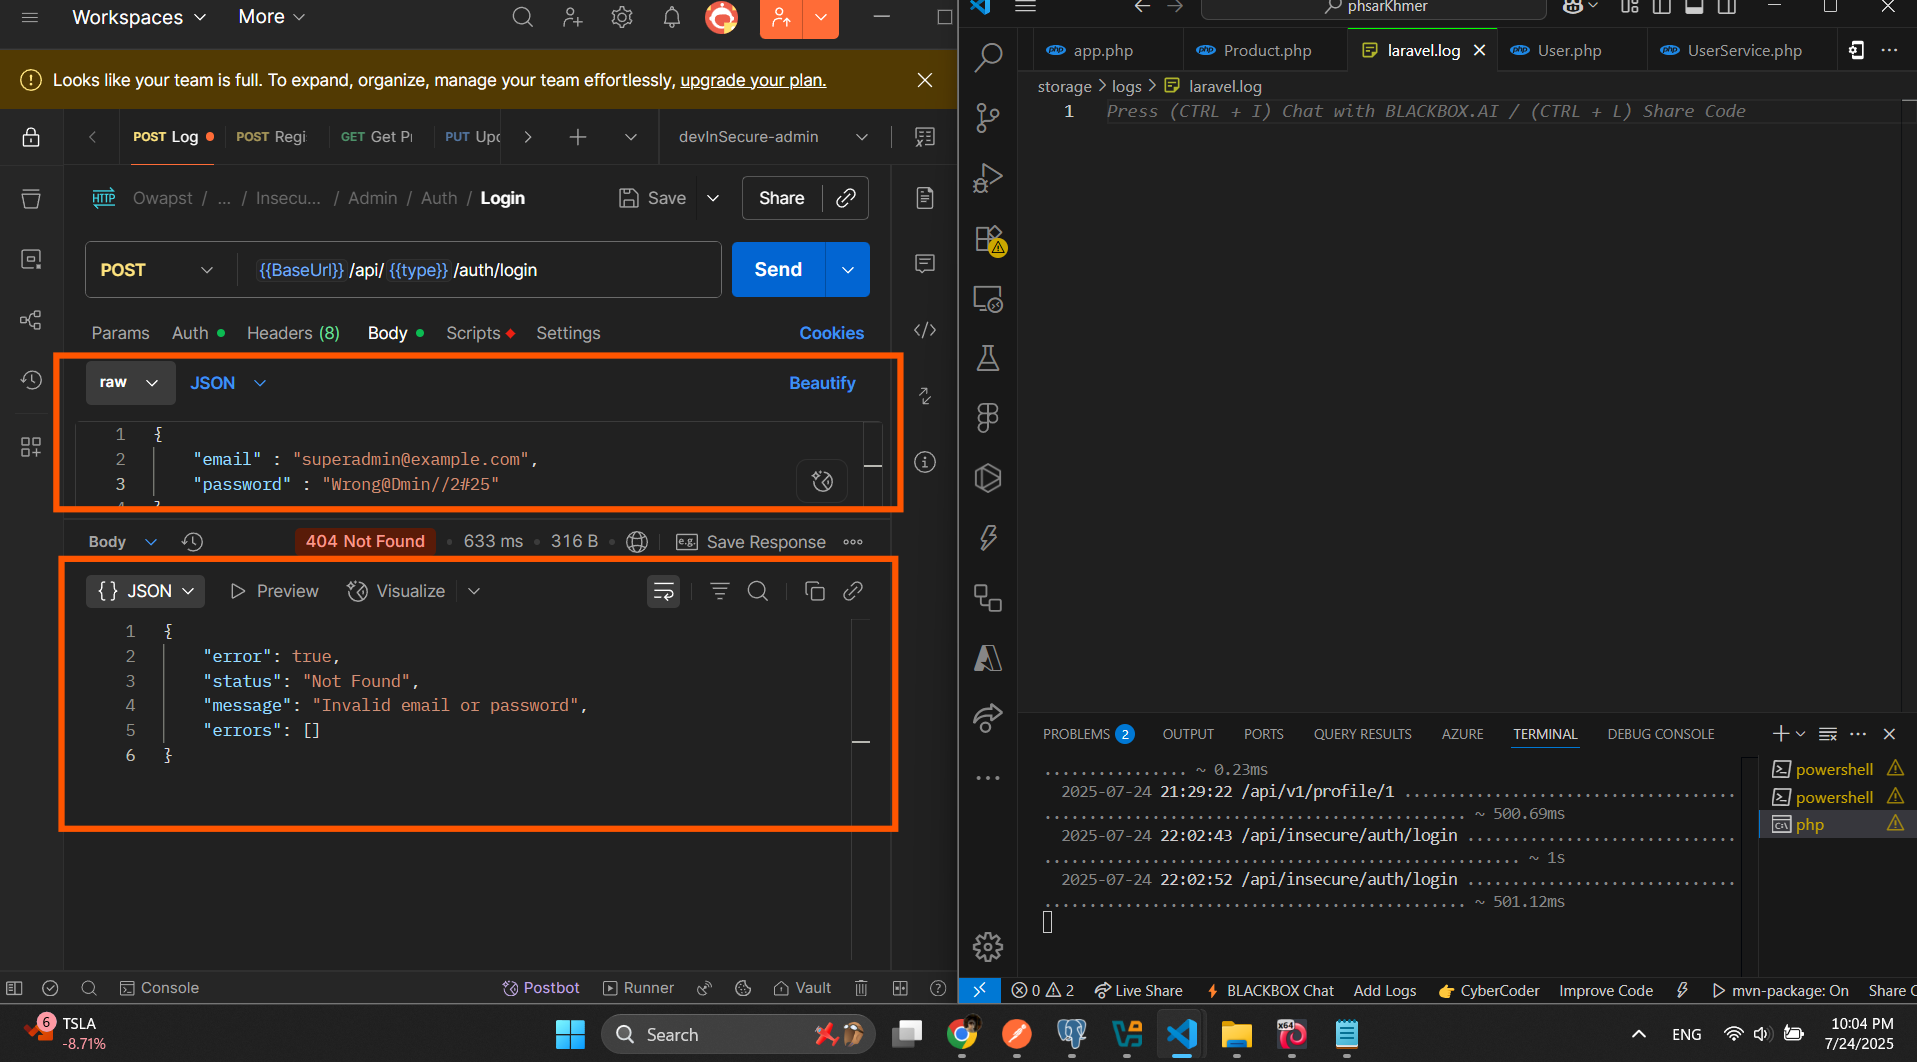 Workspaces
More
Looks like your team is full. To expand, organize, manage your team effortlessly, upgrade your plan.
POST Log
POST Regi
GET Get Pr
PUT Upd
devInSecure-admin
HTTP Owapst / ... / Insecu... / Admin / Auth / Login
Save
Share
POST
{{BaseUrl}}/api/{{type}}/auth/login
Send
Params
Auth
Headers (8)
Body
Scripts
Settings
Cookies
raw
JSON
Beautify
1 {
2 "email" : "superadmin@example.com",
3 "password" : "Wrong@Dmin//2#25"
4 }
Body
404 Not Found
633 ms
316 B
e.g. Save Response
{} JSON
Preview
Visualize
1 {
2 "error": true,
3 "status": "Not Found",
4 "message": "Invalid email or password",
5 "errors": []
6 }
Console
Postbot
Runner
Vault
phsarKhmer
php app.php
php Product.php
laravel.log
php User.php
php UserService.php
storage > logs > laravel.log
1 Press (CTRL + I) Chat with BLACKBOX.AI / (CTRL + L) Share Code
PROBLEMS 2
OUTPUT
PORTS
QUERY RESULTS
AZURE
TERMINAL
DEBUG CONSOLE
................ ~ 0.23ms
2025-07-24 21:29:22 /api/v1/profile/1 ..................................
........................................... ~ 500.69ms
2025-07-24 22:02:43 /api/insecure/auth/login ...........................
................................................ ~ 1s
2025-07-24 22:02:52 /api/insecure/auth/login ...........................
........................................... ~ 501.12ms
powershell
powershell
php
0 2
Live Share
BLACKBOX Chat
Add Logs
CyberCoder
Improve Code
mvn-package: On
Share C
6 TSLA
-8.71%
Search
x64
ENG
10:04 PM
7/24/2025